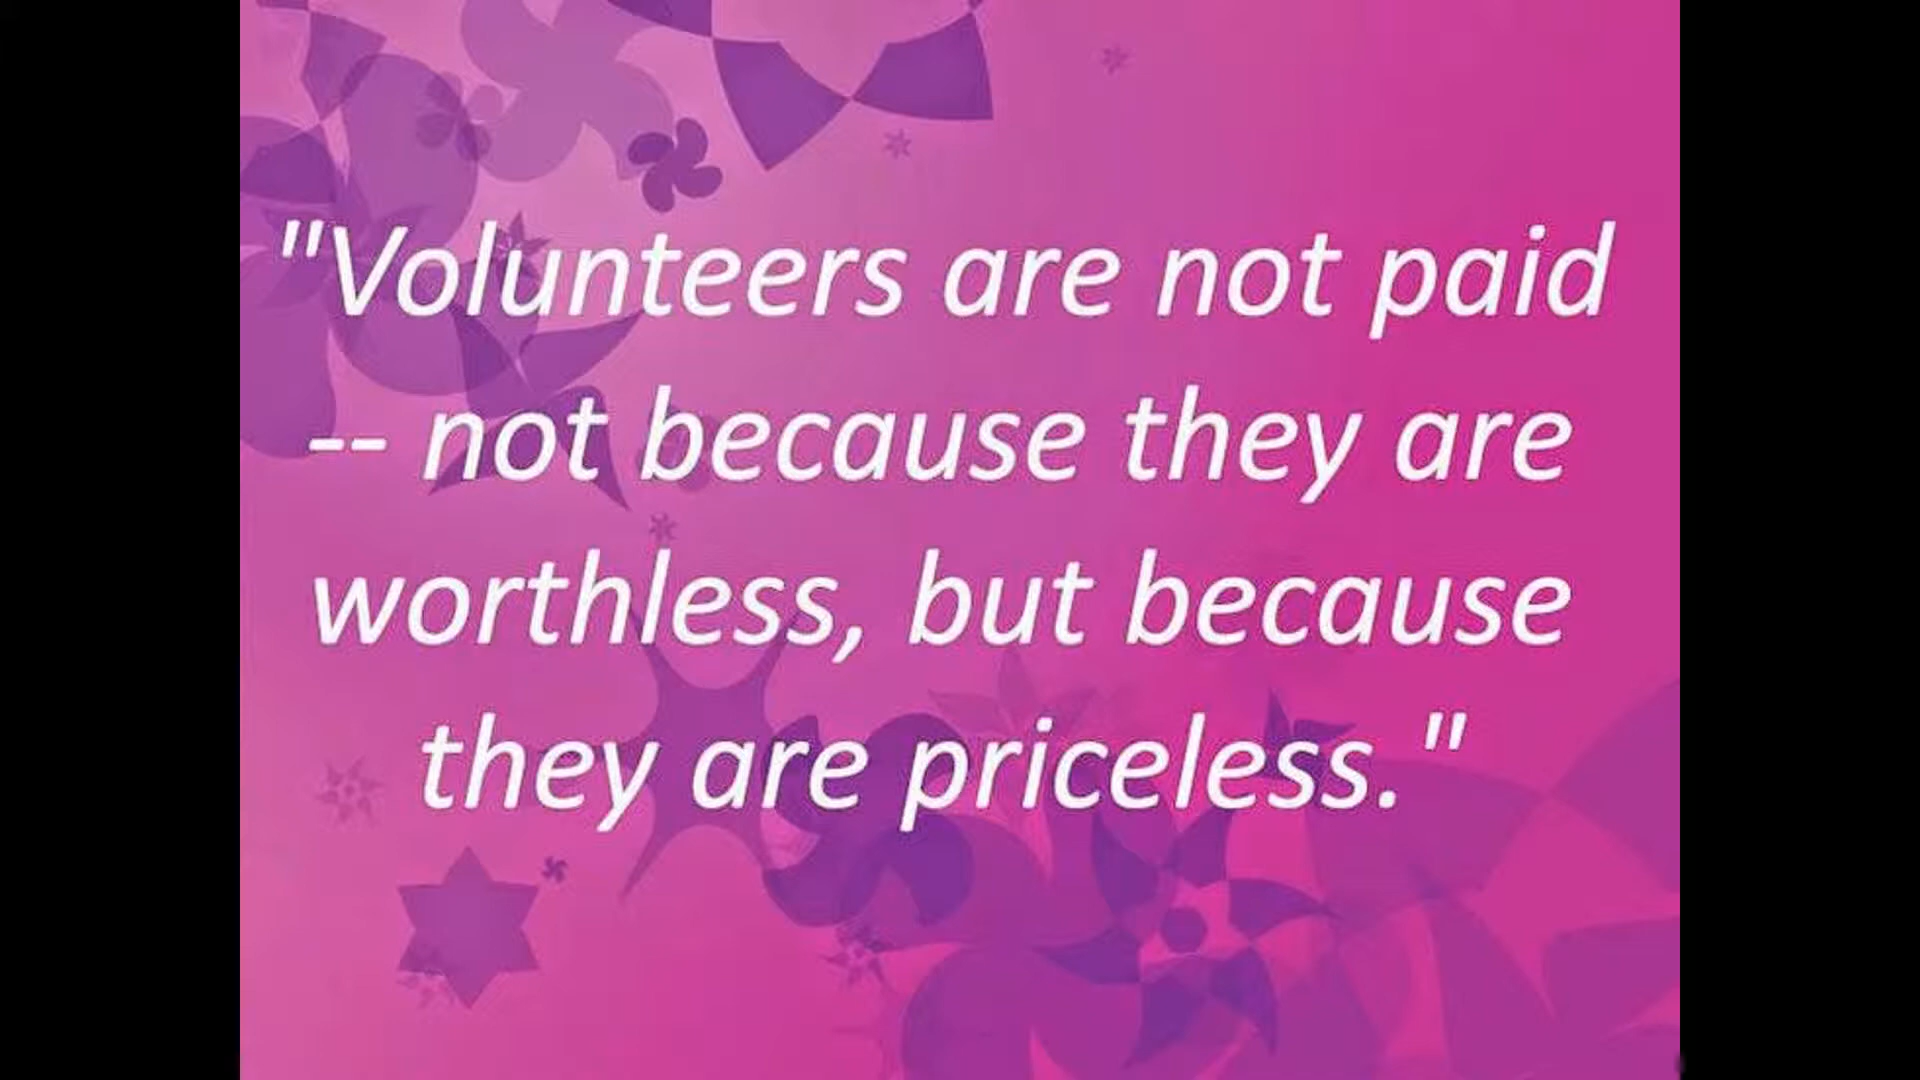 "Volunteers are not paid
-- not because they are
worthless, but because
they are priceless."